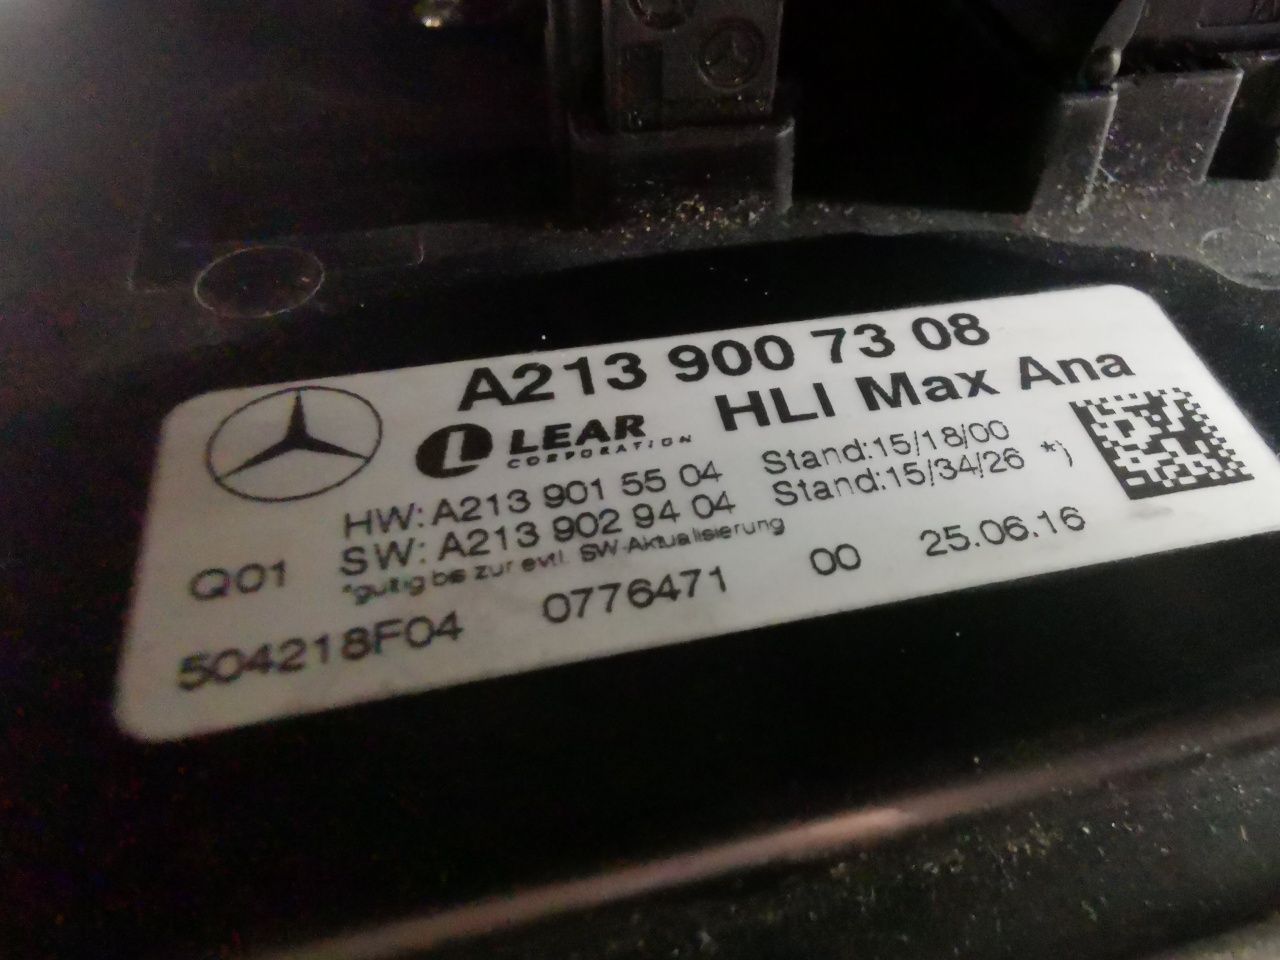 A213 900 73 08
LEAR
CORPORATION
HLI Max Ana
HW: A213 901 55 04 Stand:15/18/00
SW: A213 902 94 04 Stand:15/34/26 *)
Q01
*gültig bis zur evtl. SW-Aktualisierung
504218F04 0776471 00 25.06.16